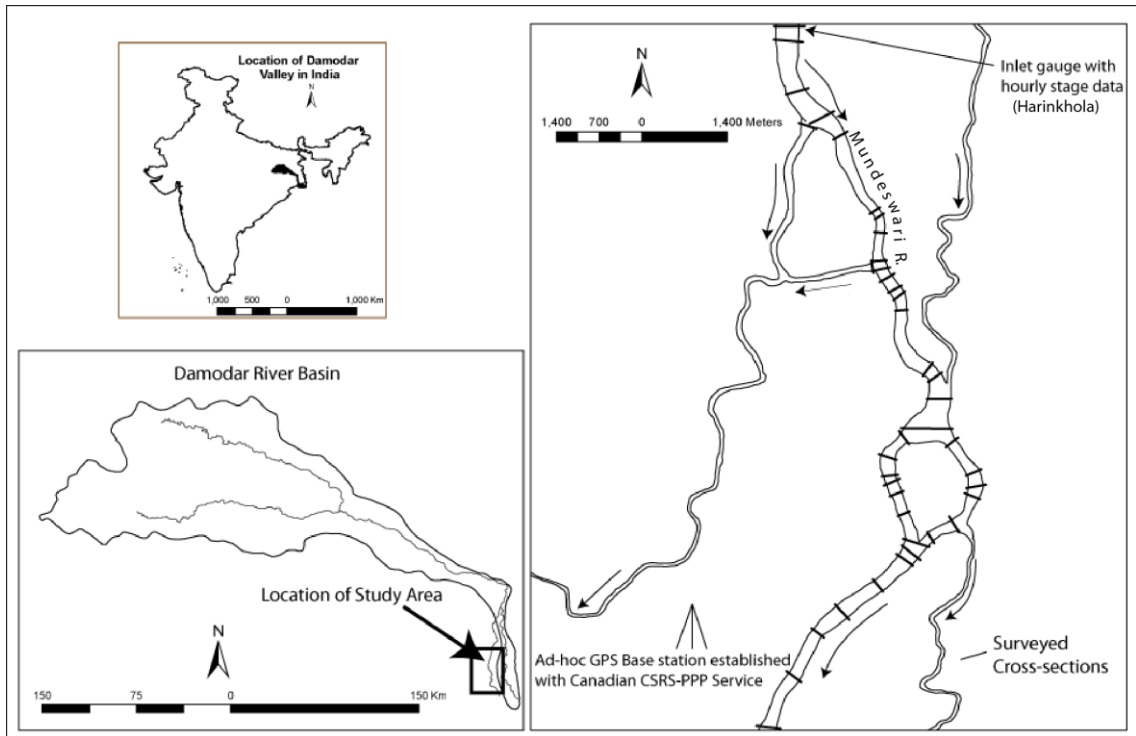 Location of Damodar
Valley in India
N
1,000 500 0 1,000 Km
Damodar River Basin
Location of Study Area
N
150 75 0 150 Km
N
1,400 700 0 1,400 Meters
Inlet gauge with
hourly stage data
(Harinkhola)
Mundeswari R.
Ad-hoc GPS Base station established
with Canadian CSRS-PPP Service
Surveyed
Cross-sections